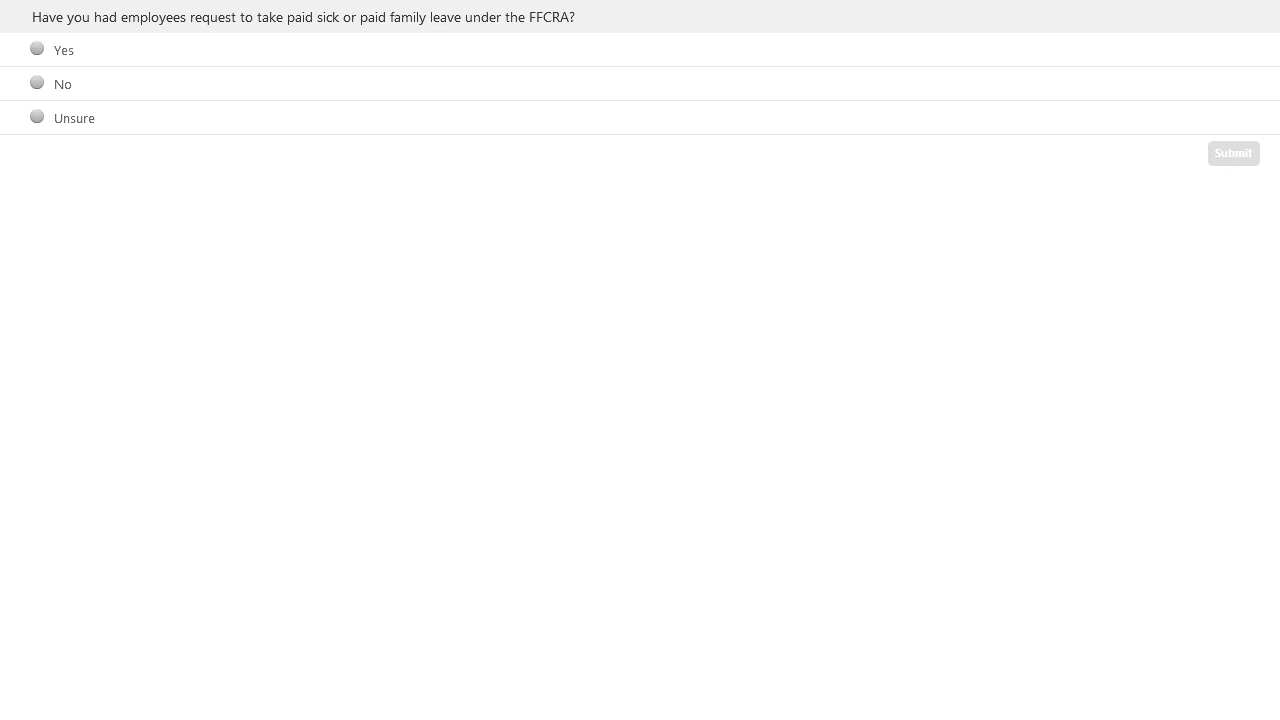 Have you had employees request to take paid sick or paid family leave under the FFCRA?
Yes
No
Unsure
Submit